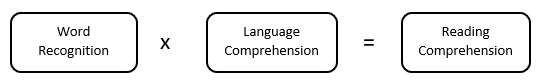 Word
Recognition
x
Language
Comprehension
=
Reading
Comprehension